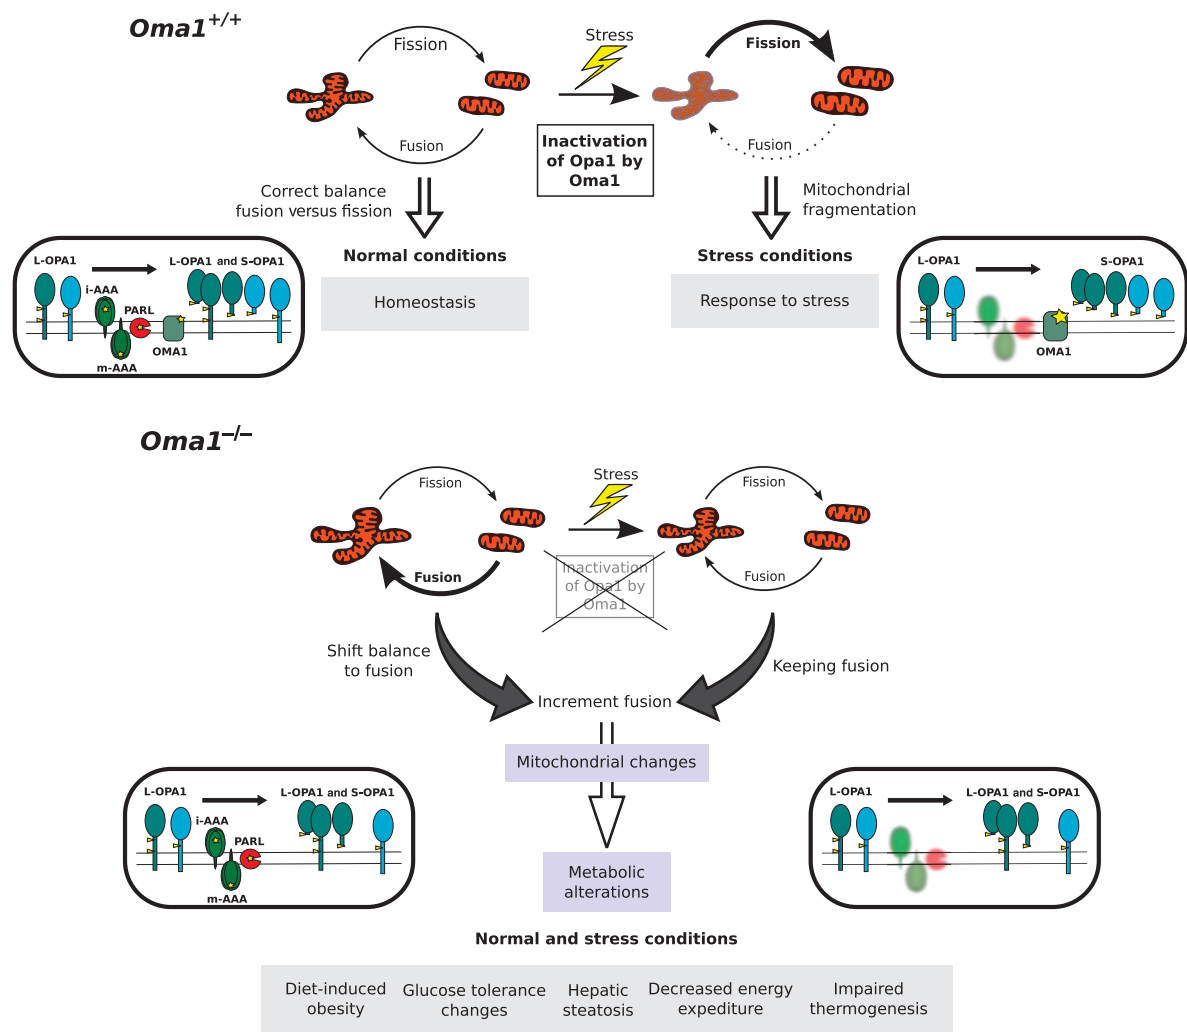 Oma1+/+
Fission
Fusion
Stress
Inactivation
of Opa1 by
Oma1
Fission
Fusion
Correct balance
fusion versus fission
Mitochondrial
fragmentation
Normal conditions
Homeostasis
Stress conditions
Response to stress
L-OPA1
L-OPA1 and S-OPA1
i-AAA
PARL
OMA1
m-AAA
L-OPA1
S-OPA1
OMA1
Oma1–/–
Fission
Fusion
Stress
Inactivation
of Opa1 by
Oma1
Fission
Fusion
Shift balance
to fusion
Keeping fusion
Increment fusion
Mitochondrial changes
Metabolic
alterations
L-OPA1
L-OPA1 and S-OPA1
i-AAA
PARL
m-AAA
L-OPA1
L-OPA1 and S-OPA1
Normal and stress conditions
Diet-induced
obesity
Glucose tolerance
changes
Hepatic
steatosis
Decreased energy
expediture
Impaired
thermogenesis